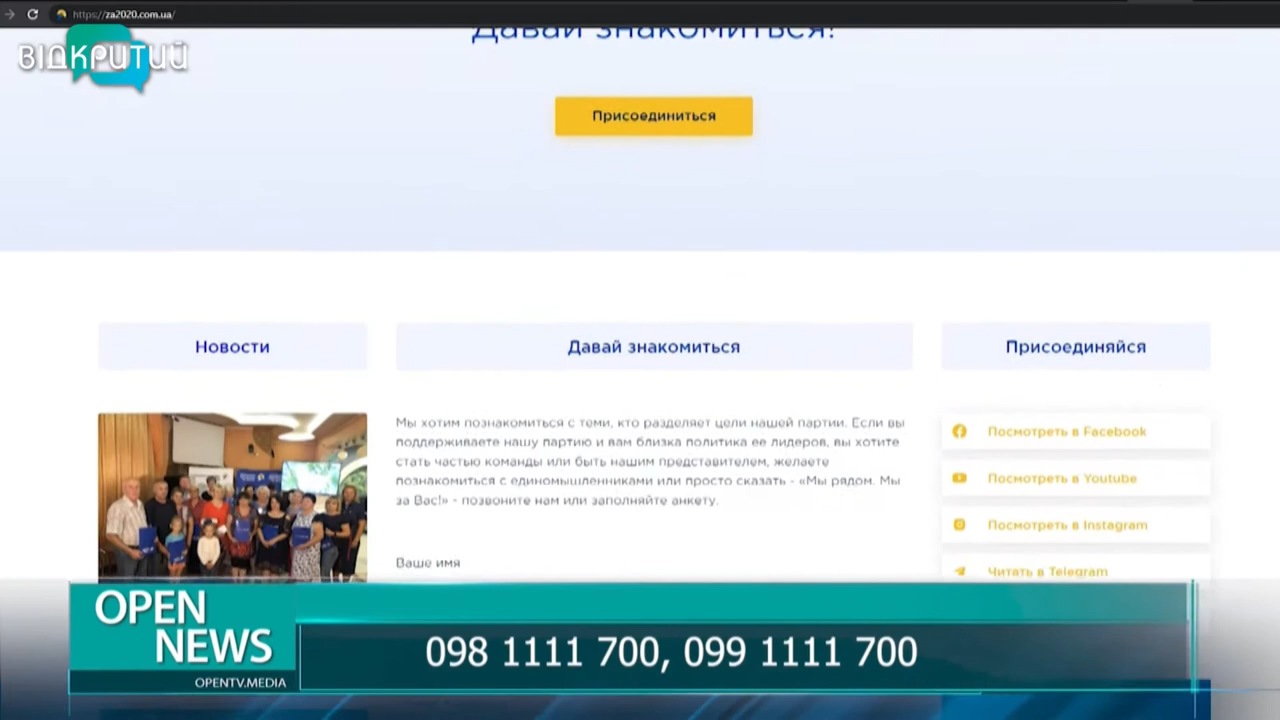 https://za2020.com.ua/
ВІДКРИТИЙ
Давай знакомиться!
Присоединиться
Новости
Давай знакомиться
Присоединяйся
Мы хотим познакомиться с теми, кто разделяет цели нашей партии. Если вы
поддерживаете нашу партию и вам близка политика ее лидеров, вы хотите
стать частью команды или быть нашим представителем, желаете
познакомиться с единомышленниками или просто сказать - «Мы рядом. Мы
за Вас!» - позвоните нам или заполняйте анкету.
Ваше имя
Посмотреть в Facebook
Посмотреть в Youtube
Посмотреть в Instagram
Читать в Telegram
OPEN
NEWS
OPENTV.MEDIA
098 1111 700, 099 1111 700